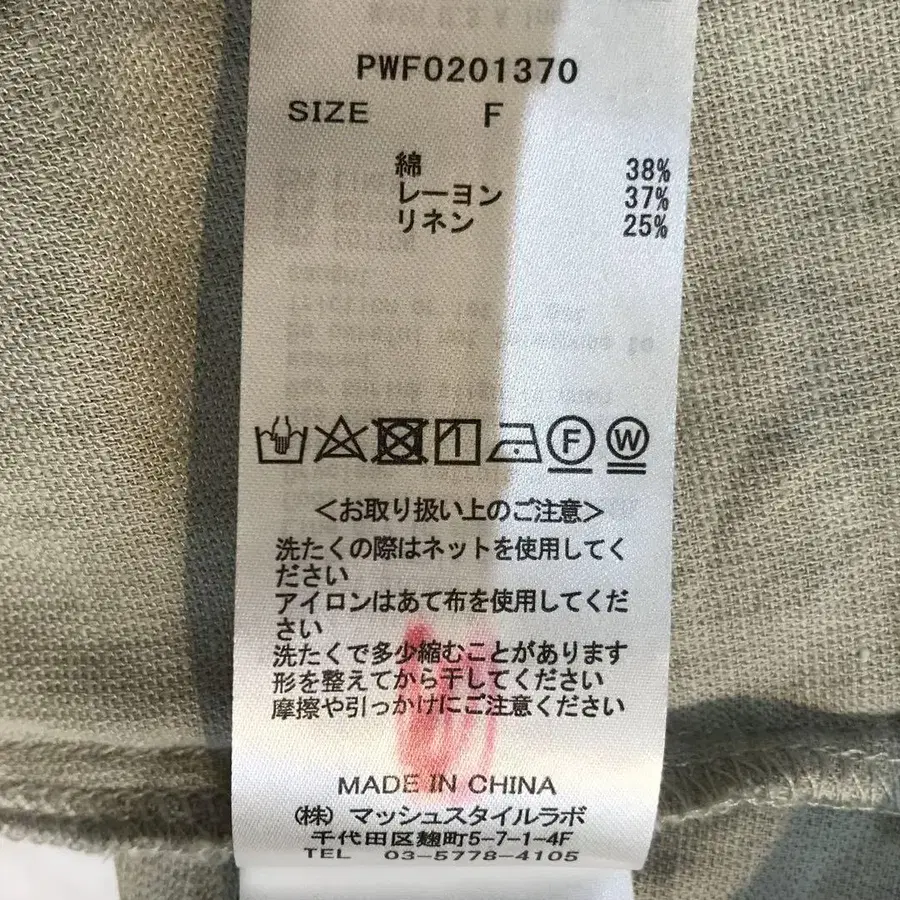 PWF0201370
SIZE F
綿 38%
レーヨン 37%
リネン 25%
F W
<お取り扱い上のご注意>
洗たくの際はネットを使用してく
ださい
アイロンはあて布を使用してくだ
さい
洗たくで多少縮むことがあります
形を整えてから干してください
摩擦や引っかけにご注意ください
MADE IN CHINA
(株) マッシュスタイルラボ
千代田区麹町5-7-1-4F
TEL 03-5778-4105